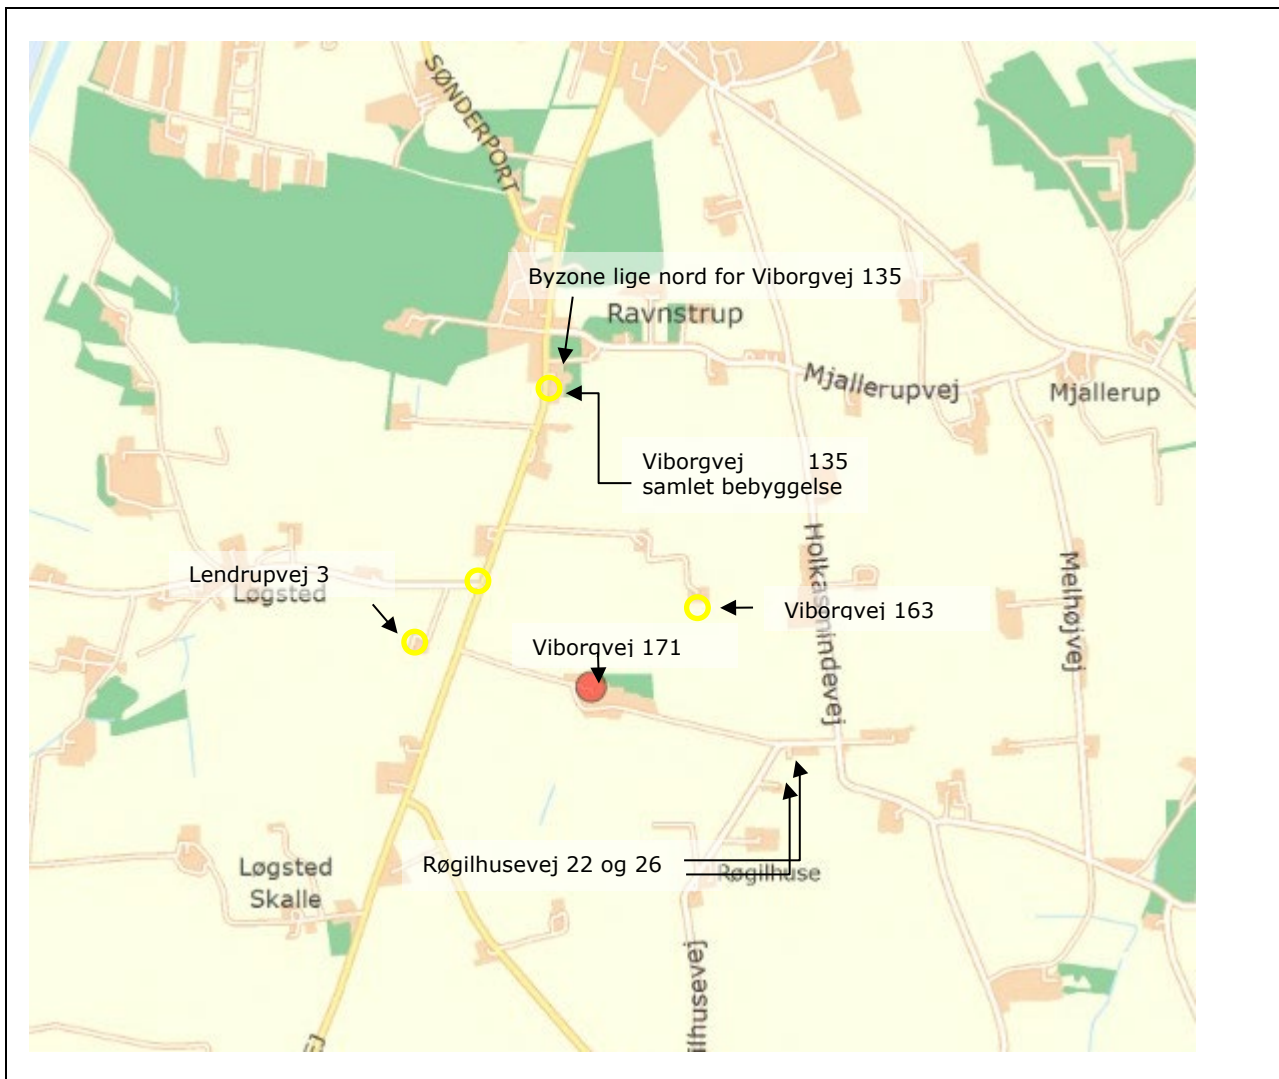 SØNDERPORT
Byzone lige nord for Viborgvej 135
Ravnstrup
Mjallerupvej
Mjallerup
Viborgvej 135
samlet bebyggelse
Holkasmindevej
Melhøjvej
Lendrupvej 3
Løgsted
Viborgvej 163
Viborgvej 171
Løgsted
Skalle
Røgilhusevej 22 og 26
Røgilhuse
ilhusevej
EJ